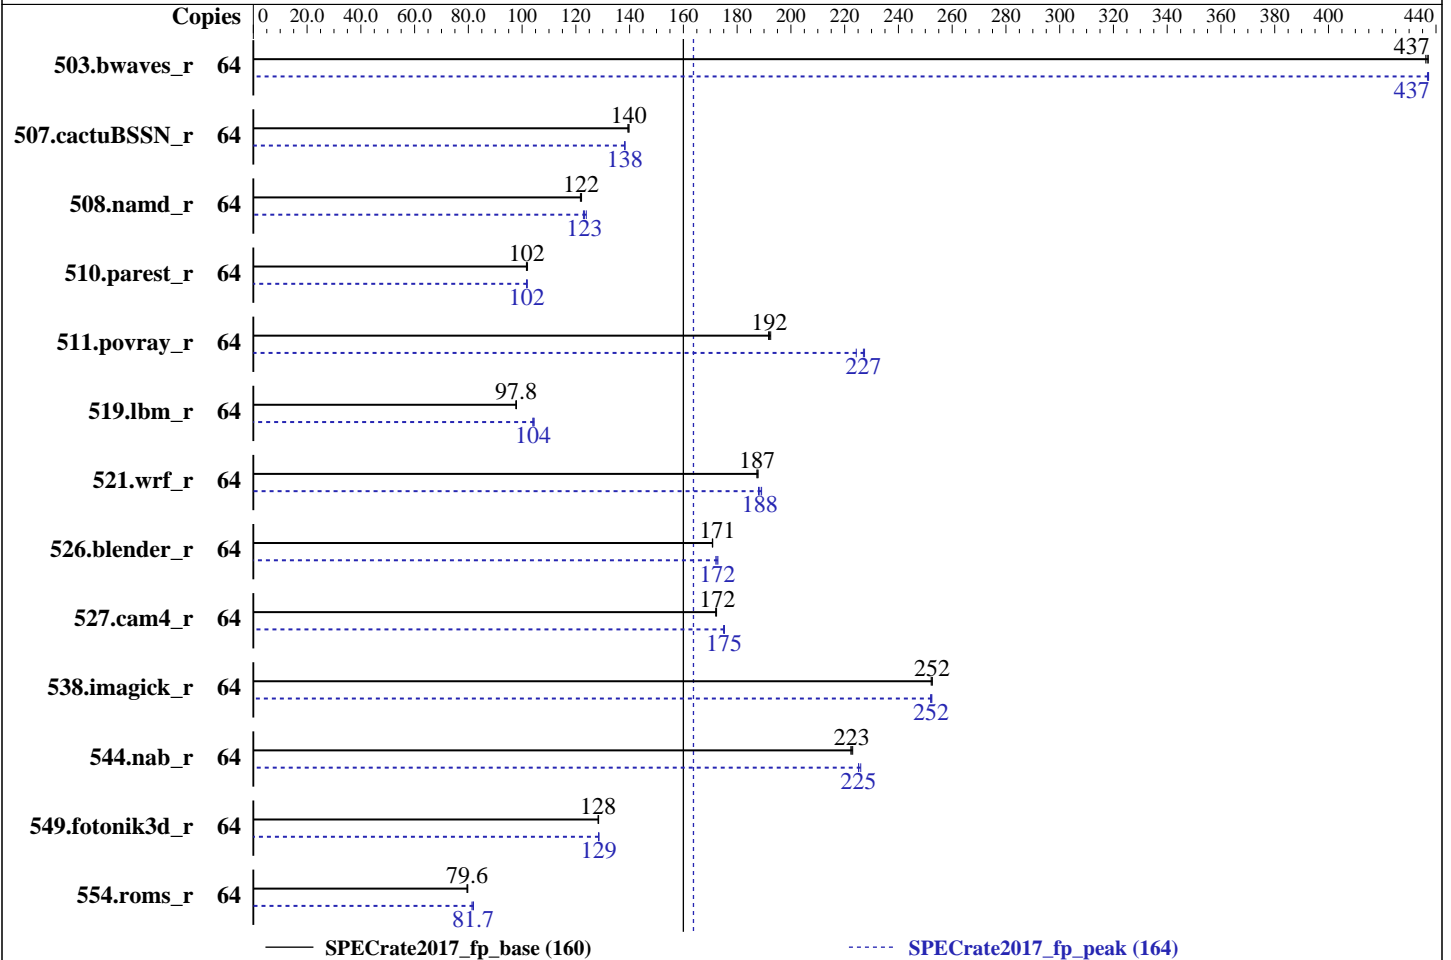 Copies 0 20.0 40.0 60.0 80.0 100 120 140 160 180 200 220 240 260 280 300 320 340 360 380 400 440
437
503.bwaves_r 64
437
140
507.cactuBSSN_r 64
138
122
508.namd_r 64
123
102
510.parest_r 64
102
192
511.povray_r 64
227
97.8
519.lbm_r 64
104
187
521.wrf_r 64
188
171
526.blender_r 64
172
172
527.cam4_r 64
175
252
538.imagick_r 64
252
223
544.nab_r 64
225
128
549.fotonik3d_r 64
129
79.6
554.roms_r 64
81.7
SPECrate2017_fp_base (160) SPECrate2017_fp_peak (164)